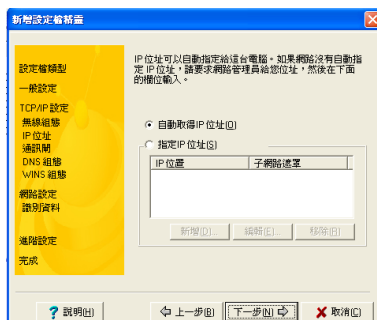 新增設定檔精靈
設定檔類型
一般設定
TCP/IP 設定
無線組態
IP 位址
通訊閘
DNS 組態
WINS 組態
網路設定
識別資料
進階設定
完成
IP 位址可以自動指定給這台電腦。如果網路沒有自動指
定 IP 位址，請要求網路管理員給您位址，然後在下面
的欄位輸入。
自動取得IP 位址(O)
指定IP 位址(S)
IP 位置
子網路遮罩
新增(D)...
編輯(E)...
移除(R)
說明(H)
上一步(B)
下一步(N)
取消(C)